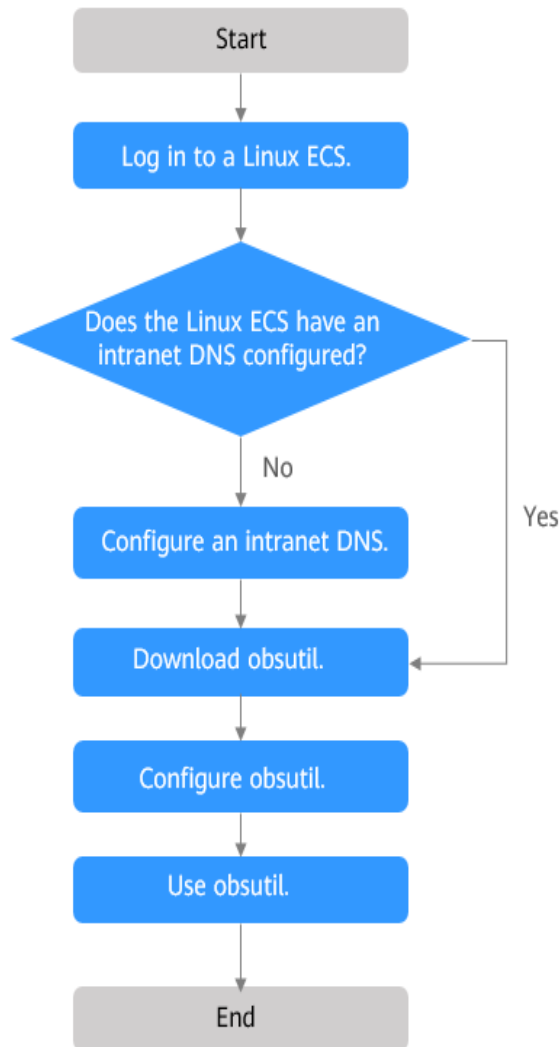 Start
Log in to a Linux ECS.
Does the Linux ECS have an
intranet DNS configured?
No
Yes
Configure an intranet DNS.
Download obsutil.
Configure obsutil.
Use obsutil.
End